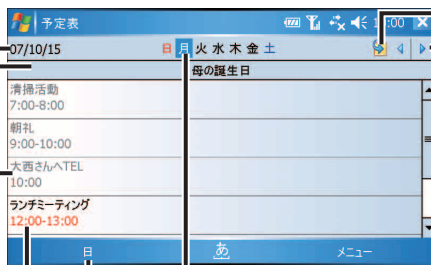 予定表 1:00
07/10/15 日 月 火 水 木 金 土
母の誕生日
清掃活動
7:00-8:00
朝礼
9:00-10:00
大西さんへTEL
10:00
ランチミーティング
12:00-13:00
日 あ メニュー